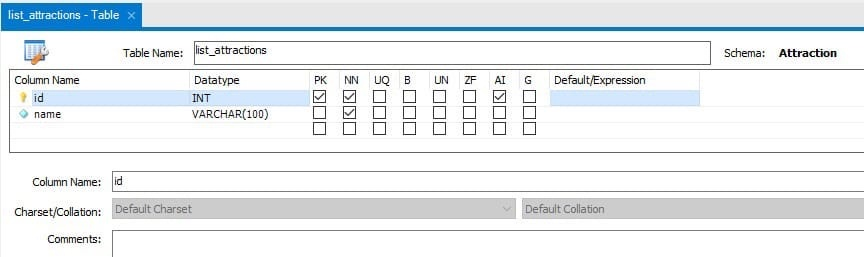 list_attractions - Table ×
Table Name: list_attractions Schema: Attraction
Column Name Datatype PK NN UQ B UN ZF AI G Default/Expression
id INT
name VARCHAR(100)
Column Name: id
Charset/Collation: Default Charset Default Collation
Comments: